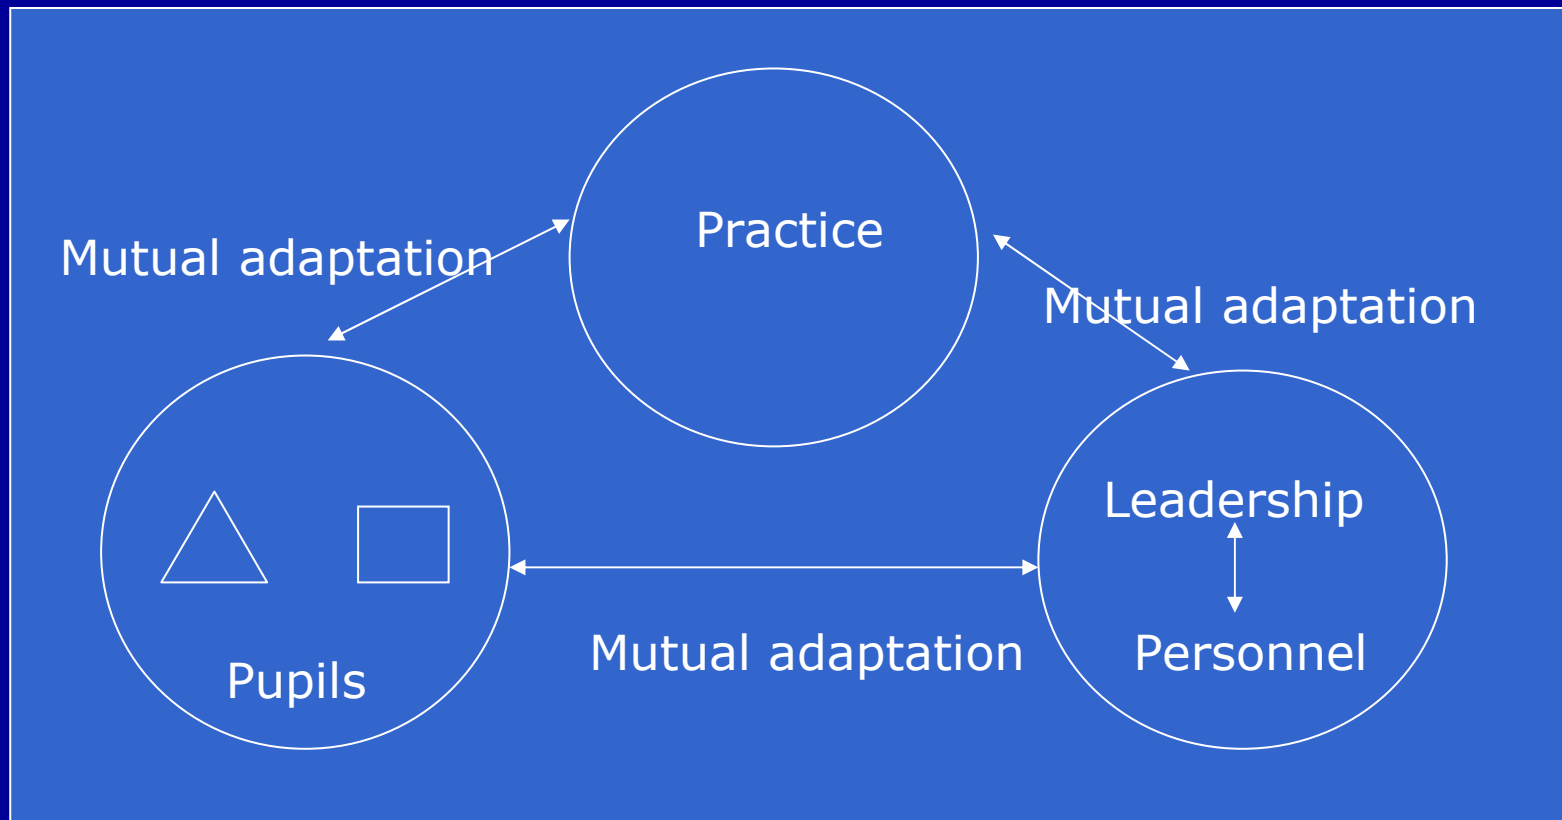 Practice
Mutual adaptation
Mutual adaptation
Leadership
Mutual adaptation
Personnel
Pupils